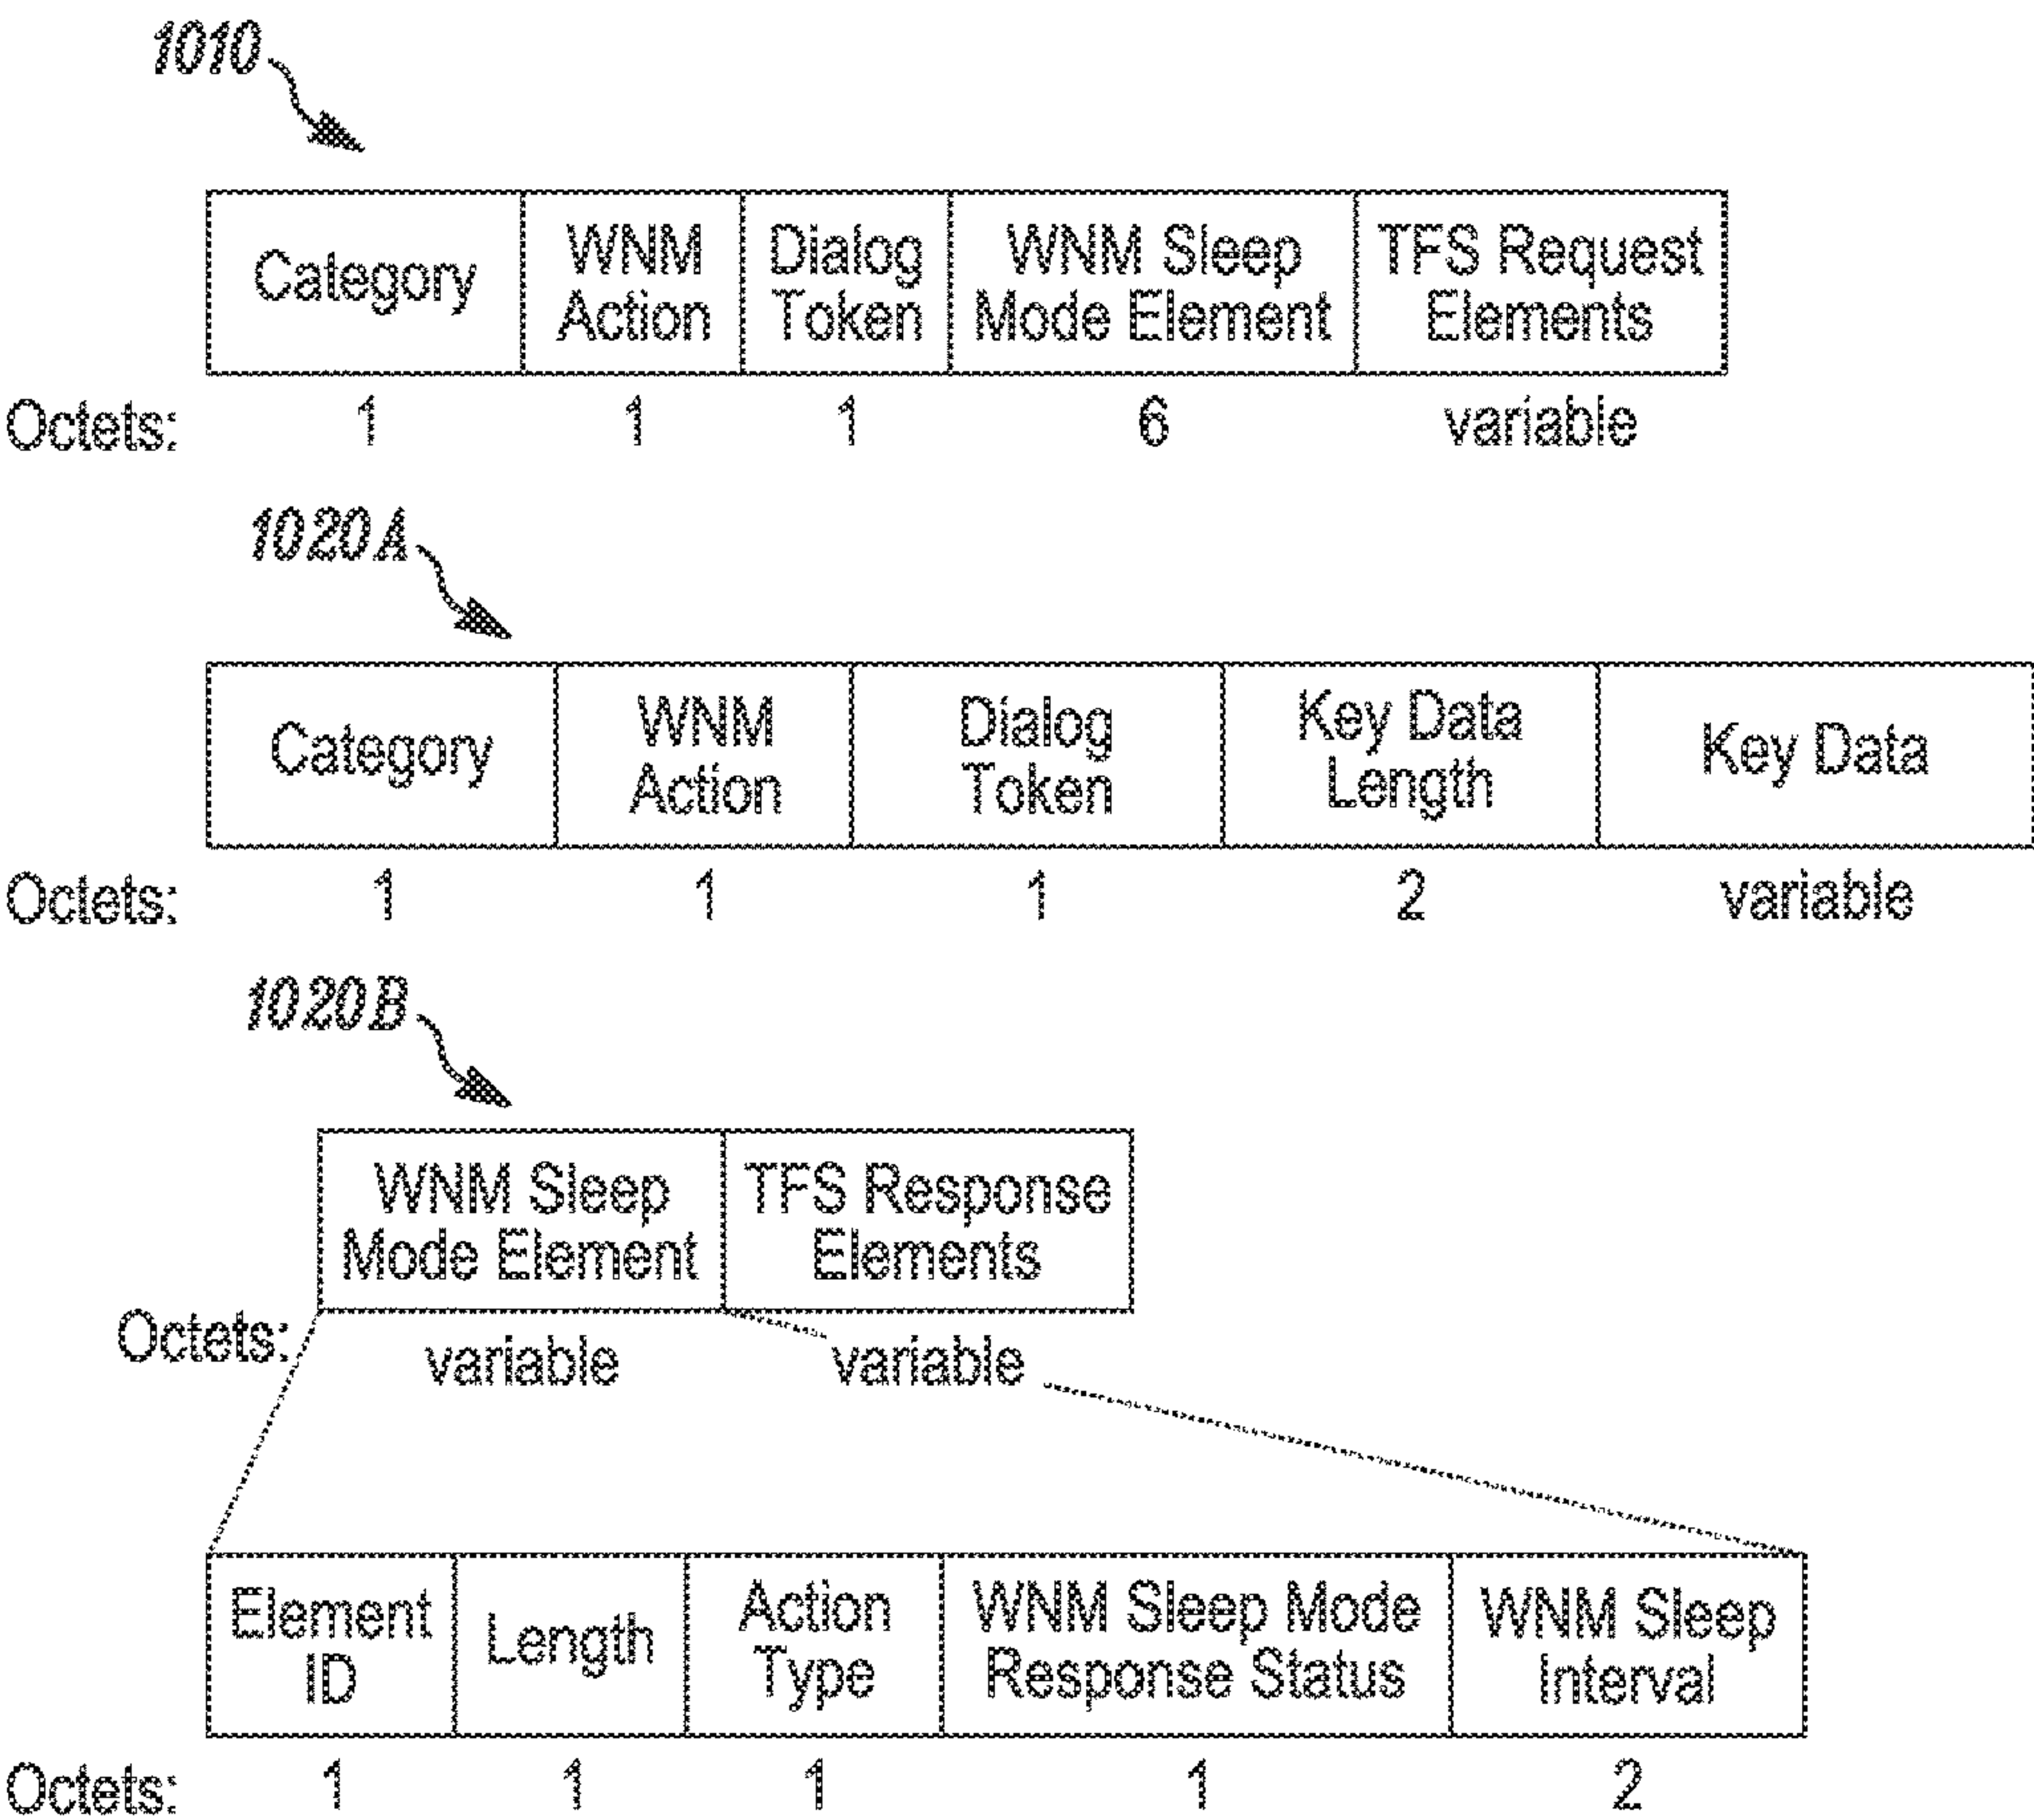 1010
Category
WNM
Action
Dialog
Token
WNM Sleep
Mode Element
TFS Request
Elements
Octets: 1 1 1 6 variable
1020A
Category
WNM
Action
Dialog
Token
Key Data
Length
Key Data
Octets: 1 1 1 2 variable
1020B
WNM Sleep
Mode Element
TFS Response
Elements
Octets: variable variable
Element
ID
Length
Action
Type
WNM Sleep Mode
Response Status
WNM Sleep
Interval
Octets: 1 1 1 1 2